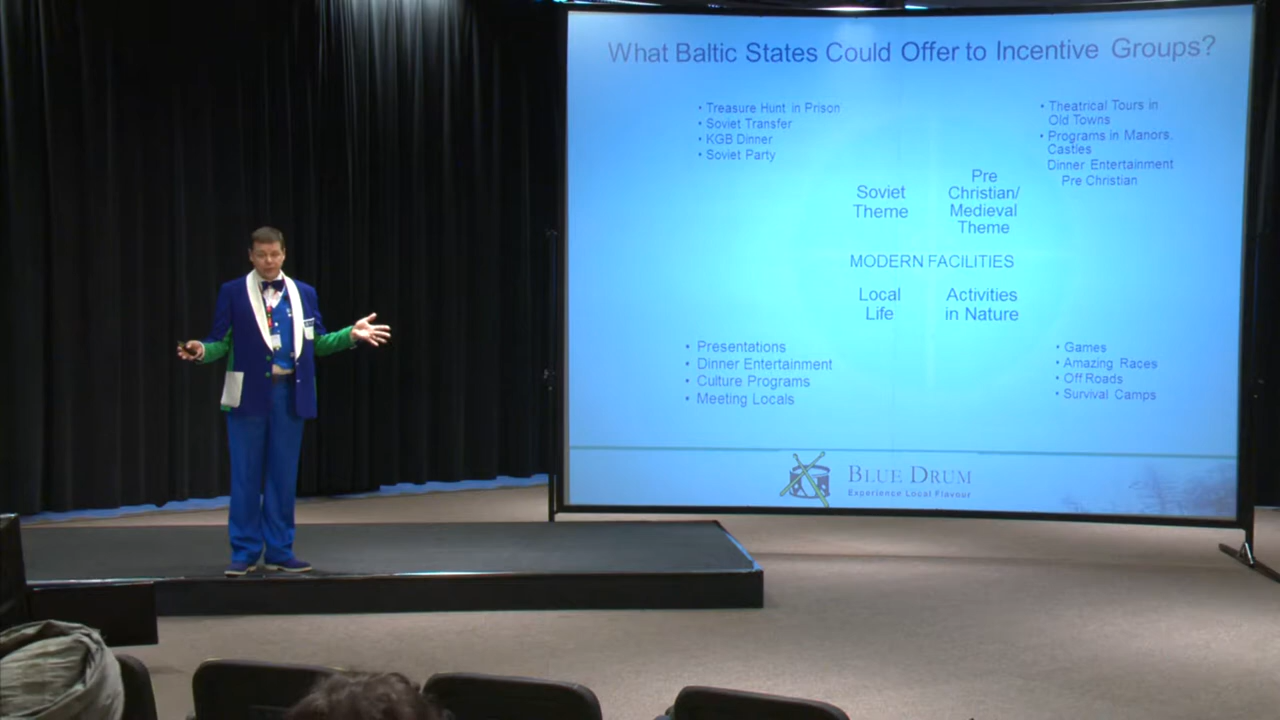 What Baltic States Could Offer to Incentive Groups?
• Treasure Hunt in Prison
• Soviet Transfer
• KGB Dinner
• Soviet Party
• Theatrical Tours in
Old Towns
• Programs in Manors,
Castles
Dinner Entertainment
Pre Christian
Soviet
Theme
Pre
Christian/
Medieval
Theme
MODERN FACILITIES
Local
Life
Activities
in Nature
• Presentations
• Dinner Entertainment
• Culture Programs
• Meeting Locals
• Games
• Amazing Races
• Off Roads
• Survival Camps
BLUE DRUM
Experience Local Flavour